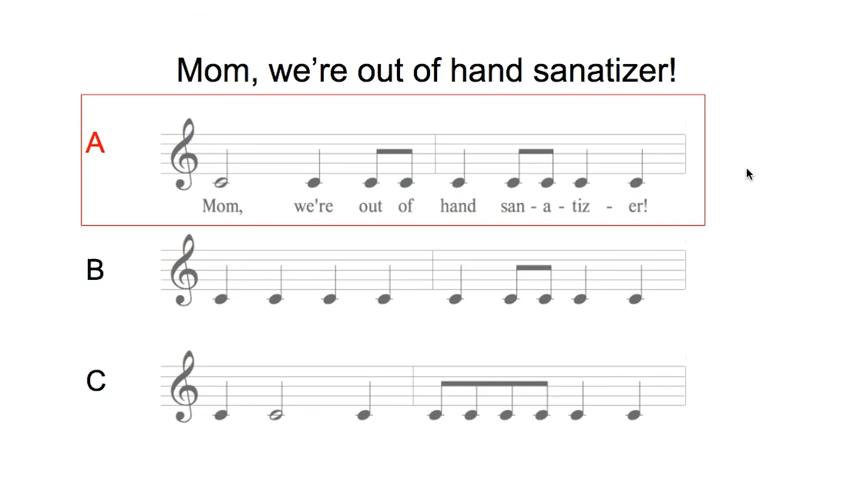 Mom, we're out of hand sanatizer!
A
Mom, we're out of hand san - a - tiz - er!
B
C